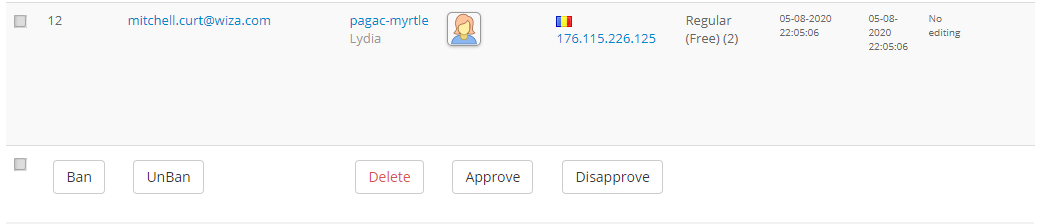 12
mitchell.curt@wiza.com
pagac-myrtle
Lydia
176.115.226.125
Regular
(Free) (2)
05-08-2020
22:05:06
05-08-
2020
22:05:06
No
editing
Ban
UnBan
Delete
Approve
Disapprove